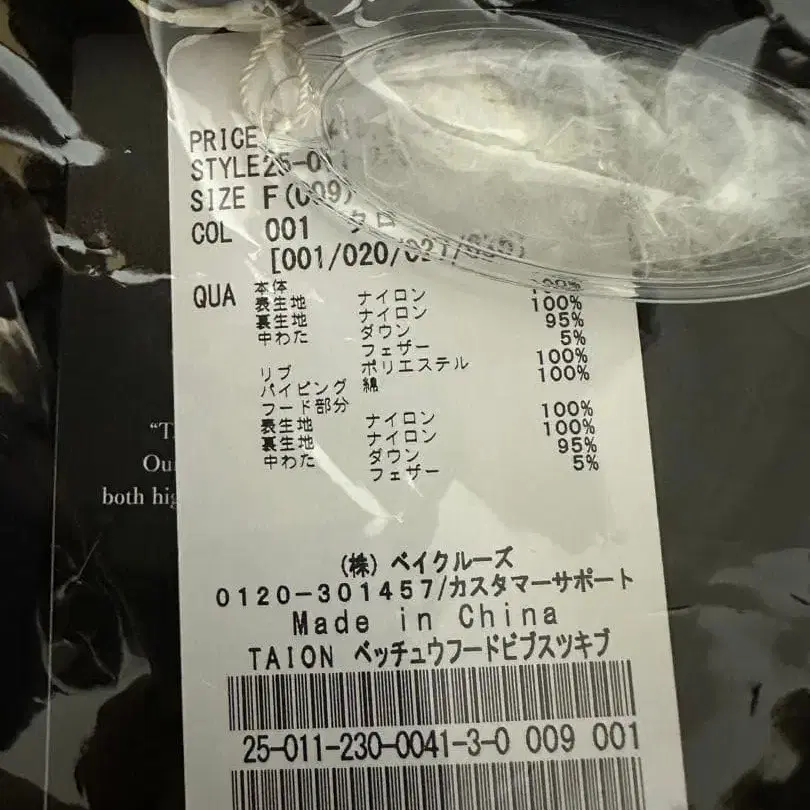 PRICE
STYLE 25-0
SIZE F(009)
COL 001 クロ
[001/020/021/
QUA 本体
表生地 ナイロン 100%
裏生地 ナイロン 100%
中わた ダウン 95%
フェザー 5%
リブ ポリエステル 100%
パイピング 綿 100%
フード部分
表生地 ナイロン 100%
裏生地 ナイロン 100%
中わた ダウン 95%
フェザー 5%
(株) ベイクルーズ
0120-301457/カスタマーサポート
Made in China
TAION ベッチュウフードビブスツキブ
25-011-230-0041-3-0 009 001
Ou
both hig